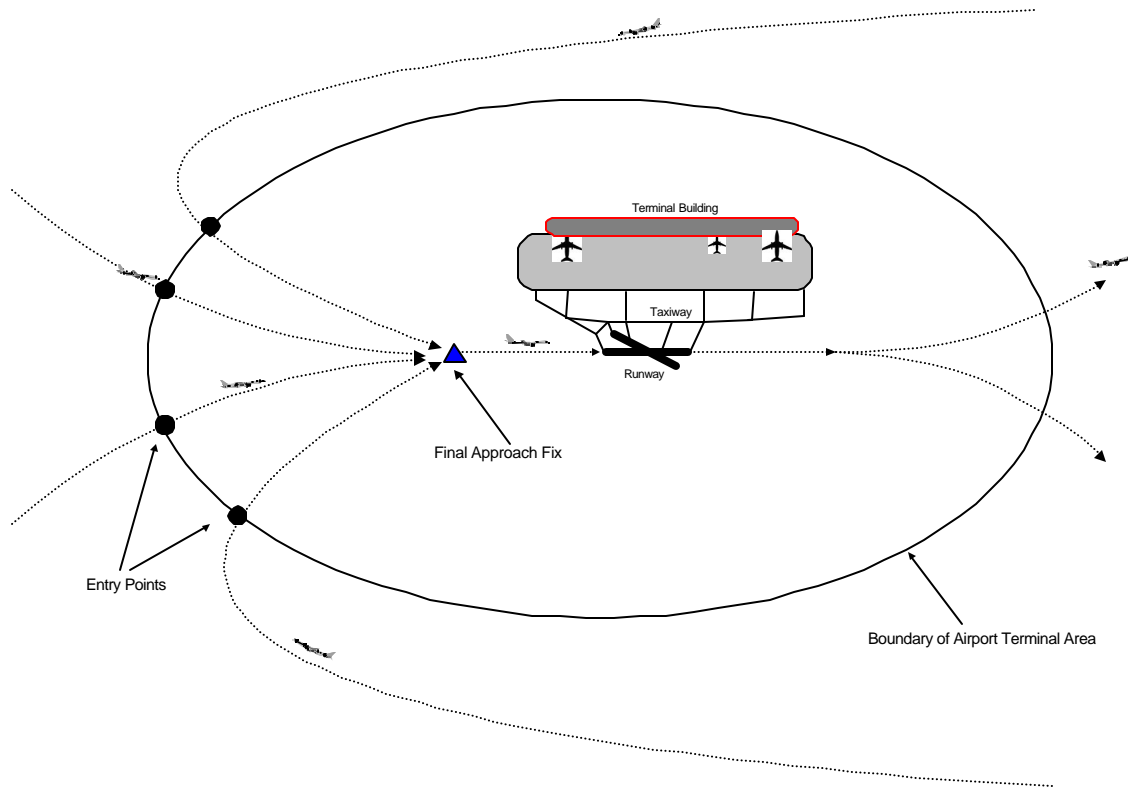 Terminal Building
Taxiway
Runway
Final Approach Fix
Entry Points
Boundary of Airport Terminal Area